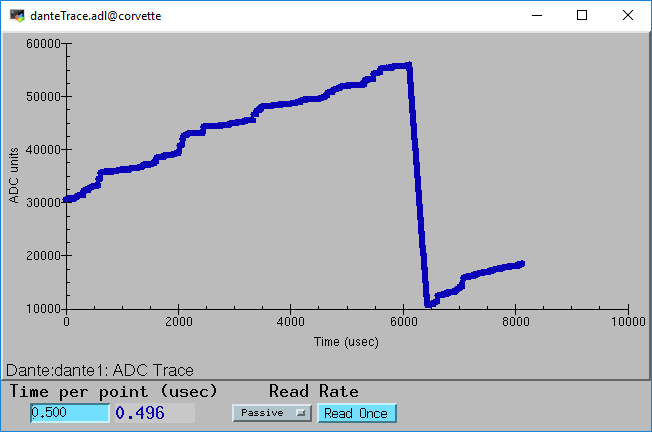 danteTrace.adl@corvette
60000
50000
40000
30000
20000
10000
ADC units
0
2000
4000
6000
8000
10000
Time (usec)
Dante:dante1: ADC Trace
Time per point (usec)
Read Rate
0.500
0.496
Passive
Read Once